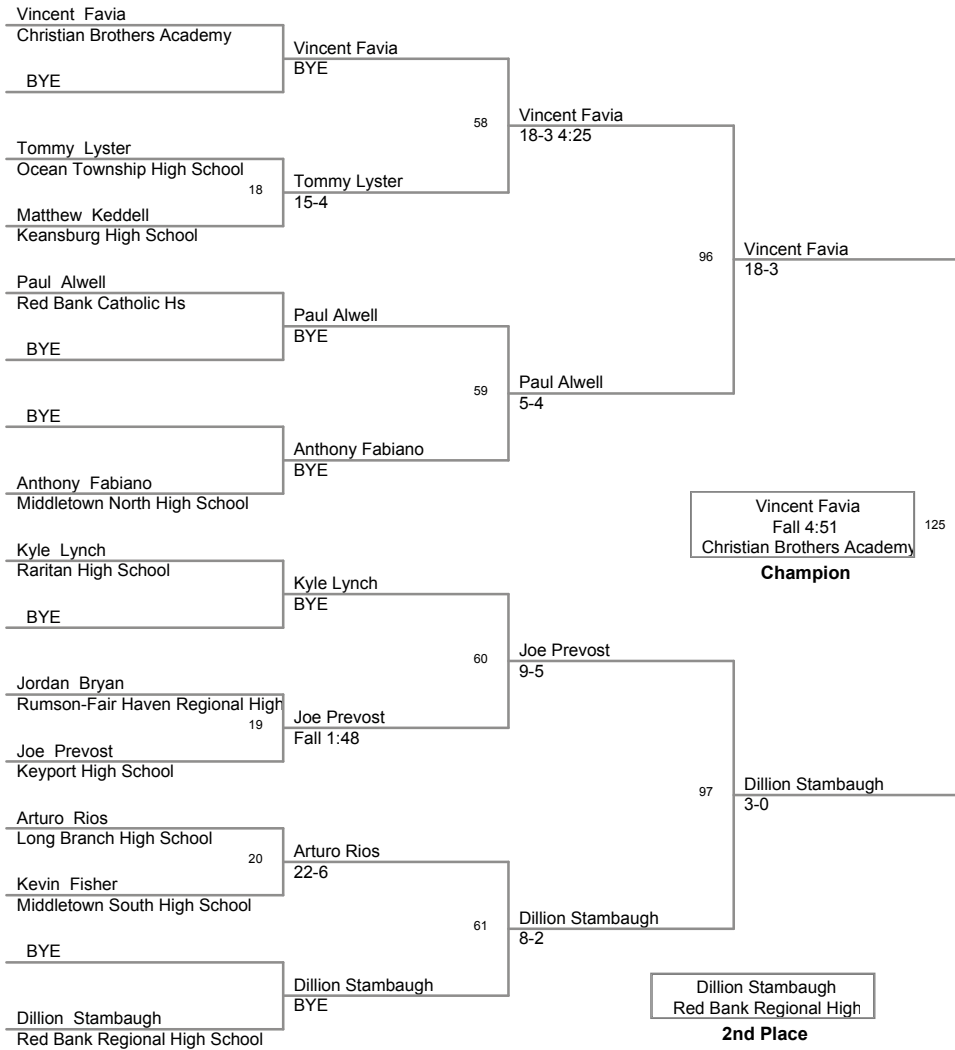 Vincent Favia
Christian Brothers Academy
BYE
Tommy Lyster
Ocean Township High School
18
Matthew Keddell
Keansburg High School
Paul Alwell
Red Bank Catholic Hs
BYE
BYE
Anthony Fabiano
Middletown North High School
Kyle Lynch
Raritan High School
BYE
Jordan Bryan
Rumson-Fair Haven Regional High
19
Joe Prevost
Keyport High School
Arturo Rios
Long Branch High School
20
Kevin Fisher
Middletown South High School
BYE
Dillion Stambaugh
Red Bank Regional High School
Vincent Favia
BYE
58
Tommy Lyster
15-4
Paul Alwell
BYE
59
Anthony Fabiano
BYE
Kyle Lynch
BYE
60
Joe Prevost
Fall 1:48
Arturo Rios
22-6
61
Dillion Stambaugh
BYE
Vincent Favia
18-3 4:25
96
Paul Alwell
5-4
Joe Prevost
9-5
97
Dillion Stambaugh
8-2
Vincent Favia
18-3
Dillion Stambaugh
3-0
Vincent Favia
Fall 4:51
Christian Brothers Academy
125
Champion
Dillion Stambaugh
Red Bank Regional High
2nd Place